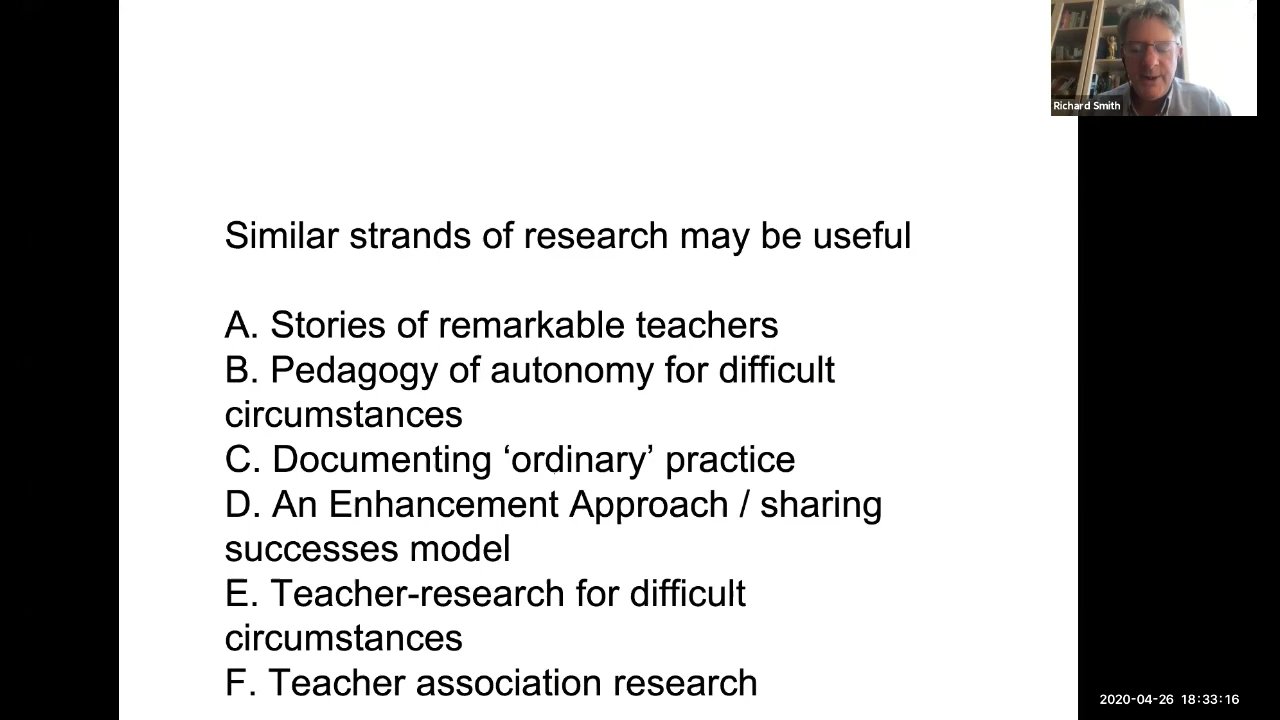 Richard Smith
Similar strands of research may be useful
A. Stories of remarkable teachers
B. Pedagogy of autonomy for difficult
circumstances
C. Documenting ‘ordinary’ practice
D. An Enhancement Approach / sharing
successes model
E. Teacher-research for difficult
circumstances
F. Teacher association research
2020-04-26 18:33:16